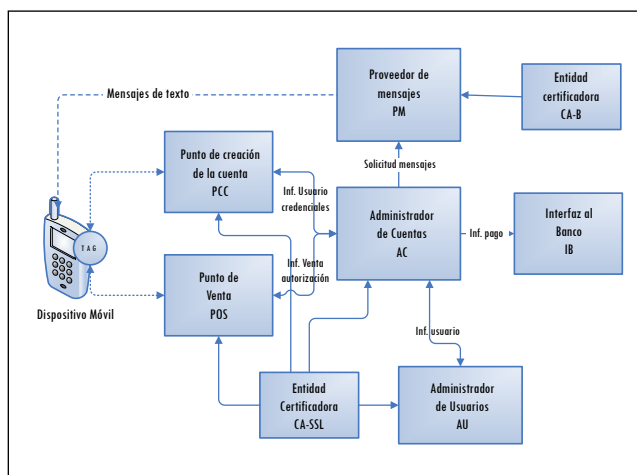 Proveedor de
mensajes
PM
Entidad
certificadora
CA-B
Mensajes de texto
Punto de creación
de la cuenta
PCC
Solicitud mensajes
Inf. Usuario
credenciales
Administrador
de Cuentas
AC
Inf. pago
Interfaz al
Banco
IB
TAG
Inf. Venta
autorización
Punto de
Venta
POS
Dispositivo Móvil
Inf. usuario
Entidad
Certificadora
CA-SSL
Administrador
de Usuarios
AU